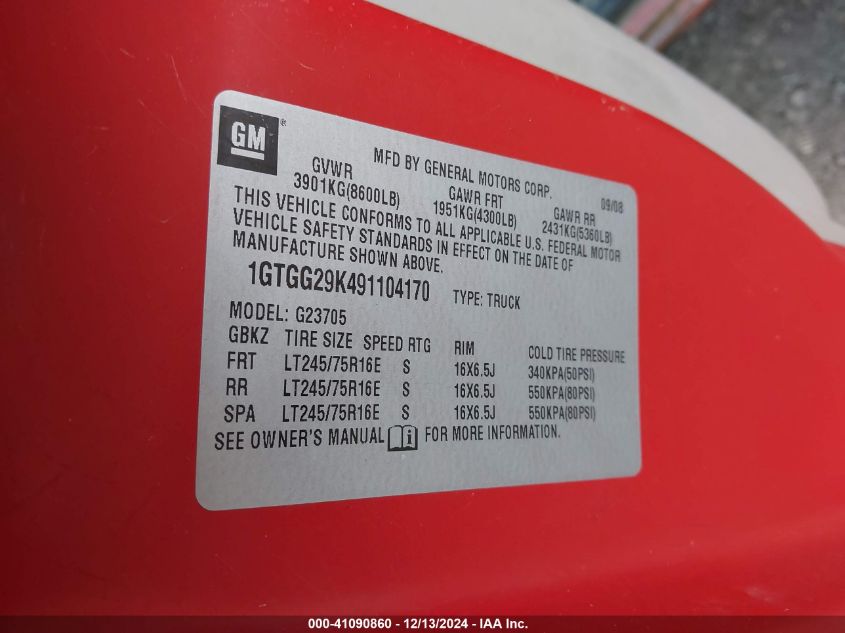 GM®
MFD BY GENERAL MOTORS CORP. 09/08
GVWR GAWR FRT GAWR RR
3901KG(8600LB) 1951KG(4300LB) 2431KG(5360LB)
THIS VEHICLE CONFORMS TO ALL APPLICABLE U.S. FEDERAL MOTOR
VEHICLE SAFETY STANDARDS IN EFFECT ON THE DATE OF
MANUFACTURE SHOWN ABOVE.
1GTGG29K491104170 TYPE: TRUCK
MODEL: G23705
GBKZ TIRE SIZE SPEED RTG RIM COLD TIRE PRESSURE
FRT LT245/75R16E S 16X6.5J 340KPA(50PSI)
RR LT245/75R16E S 16X6.5J 550KPA(80PSI)
SPA LT245/75R16E S 16X6.5J 550KPA(80PSI)
SEE OWNER'S MANUAL i FOR MORE INFORMATION.
000-41090860 - 12/13/2024 - IAA Inc.